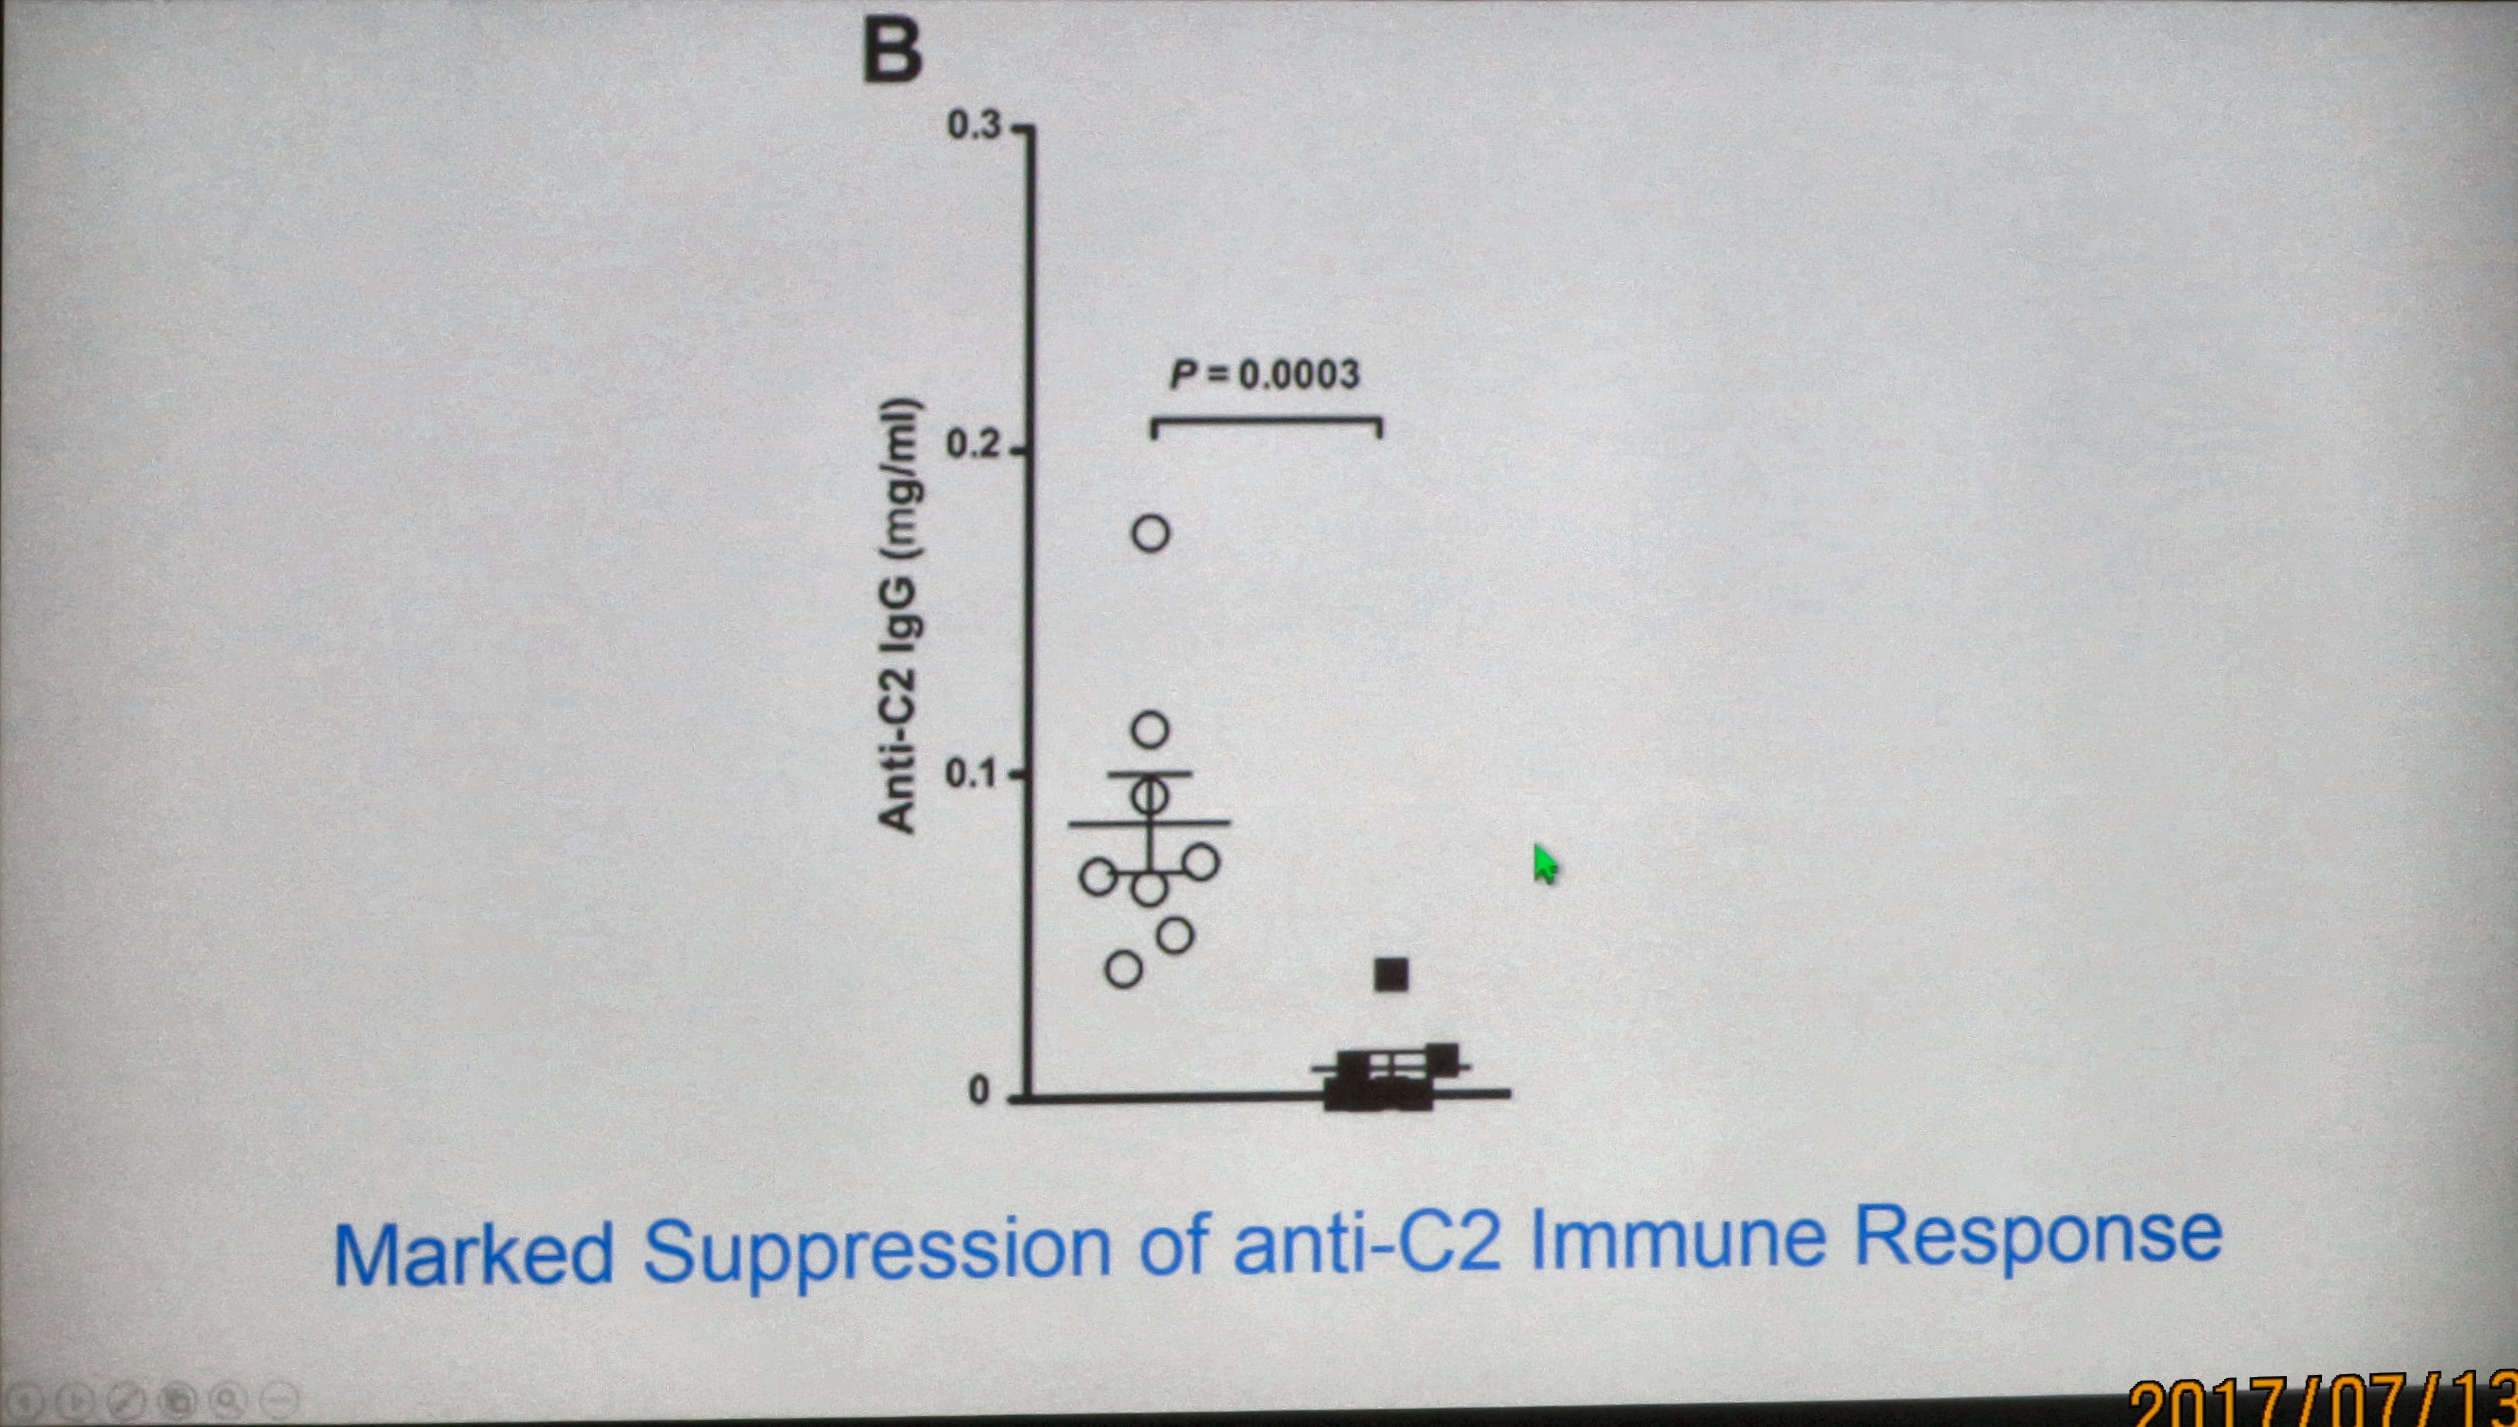 B
0.3
P = 0.0003
0.2
Anti-C2 IgG (mg/ml)
0.1
0
Marked Suppression of anti-C2 Immune Response
2017/07/13